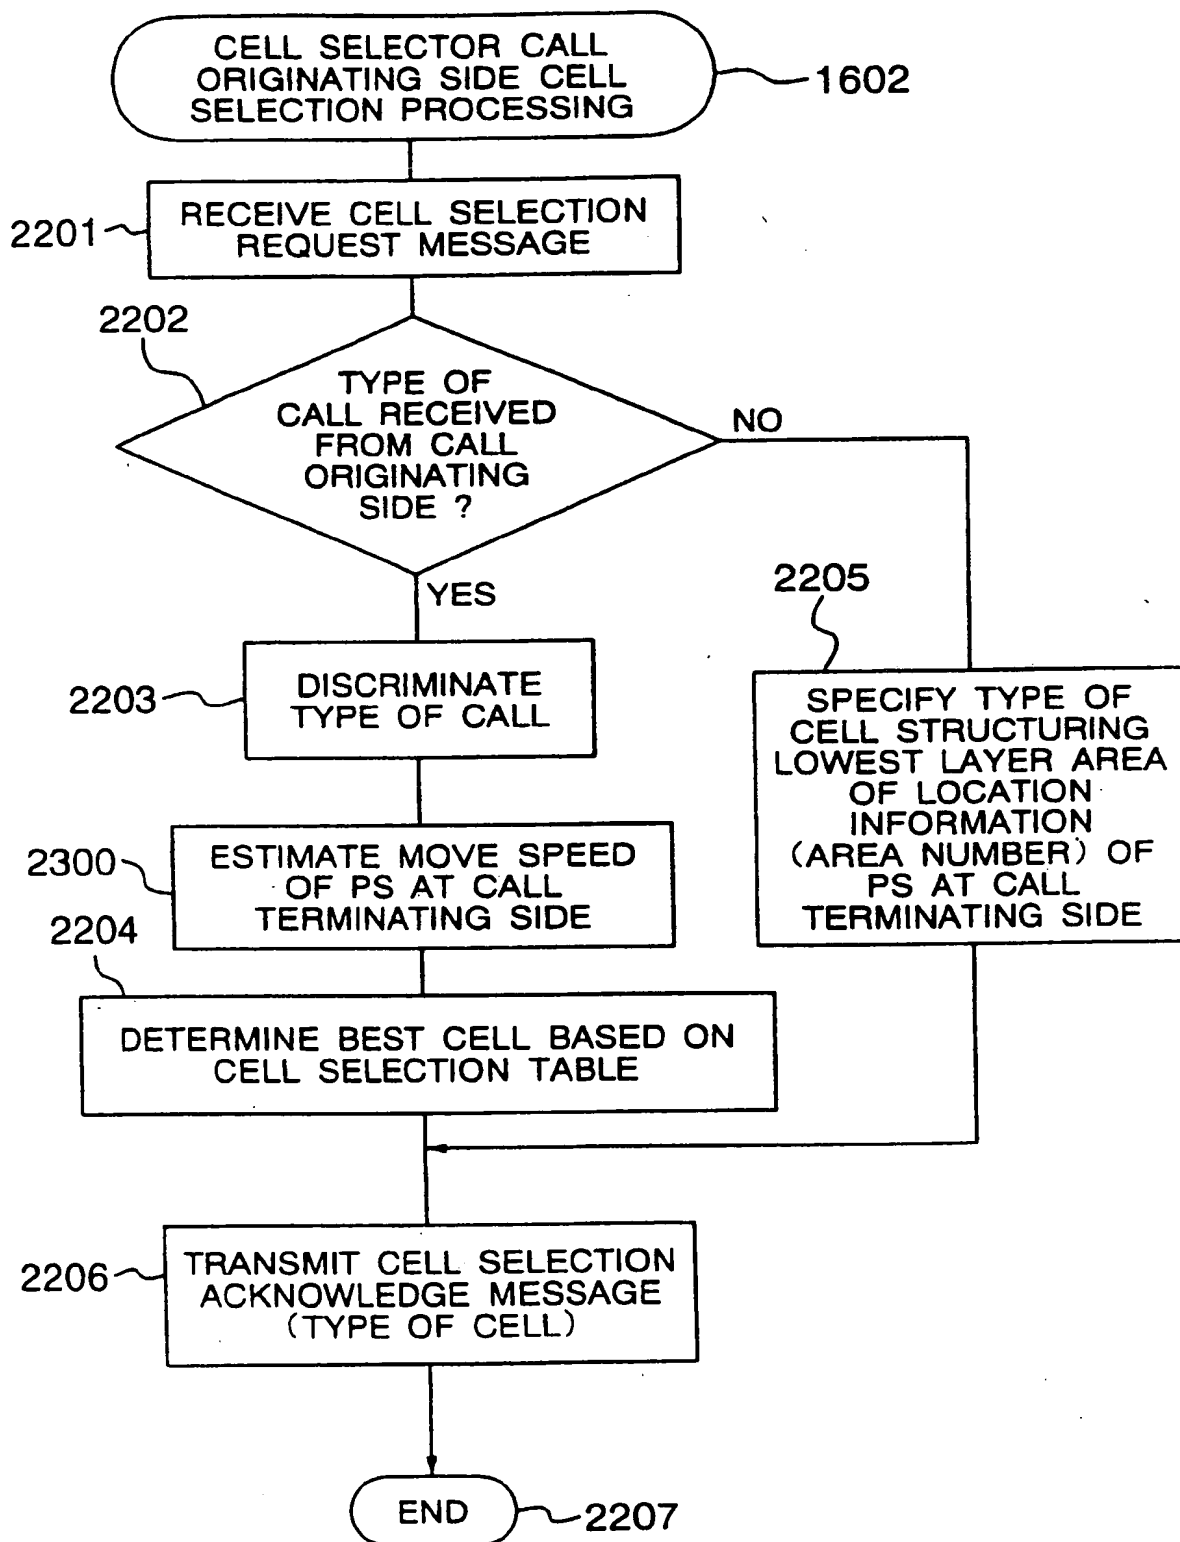 CELL SELECTOR CALL
ORIGINATING SIDE CELL
SELECTION PROCESSING
1602
2201
RECEIVE CELL SELECTION
REQUEST MESSAGE
2202
TYPE OF
CALL RECEIVED
FROM CALL
ORIGINATING
SIDE ?
NO
YES
2203
DISCRIMINATE
TYPE OF CALL
2205
SPECIFY TYPE OF
CELL STRUCTURING
LOWEST LAYER AREA
OF LOCATION
INFORMATION
(AREA NUMBER) OF
PS AT CALL
TERMINATING SIDE
2300
ESTIMATE MOVE SPEED
OF PS AT CALL
TERMINATING SIDE
2204
DETERMINE BEST CELL BASED ON
CELL SELECTION TABLE
2206
TRANSMIT CELL SELECTION
ACKNOWLEDGE MESSAGE
(TYPE OF CELL)
END
2207